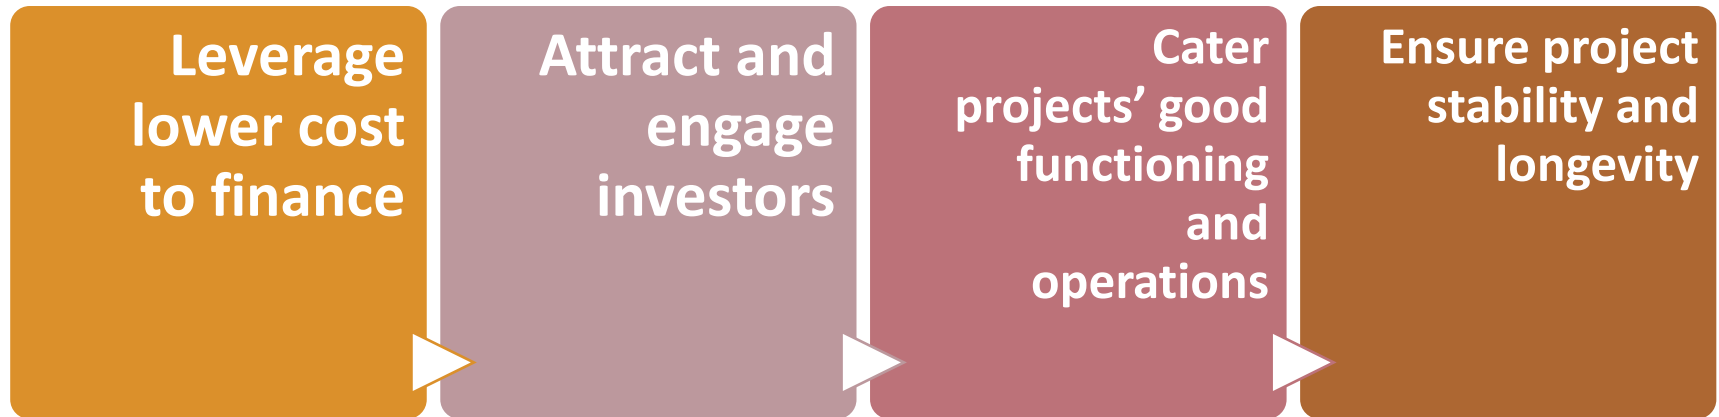 Leverage
lower cost
to finance
Attract and
engage
investors
Cater
projects’ good
functioning
and
operations
Ensure project
stability and
longevity